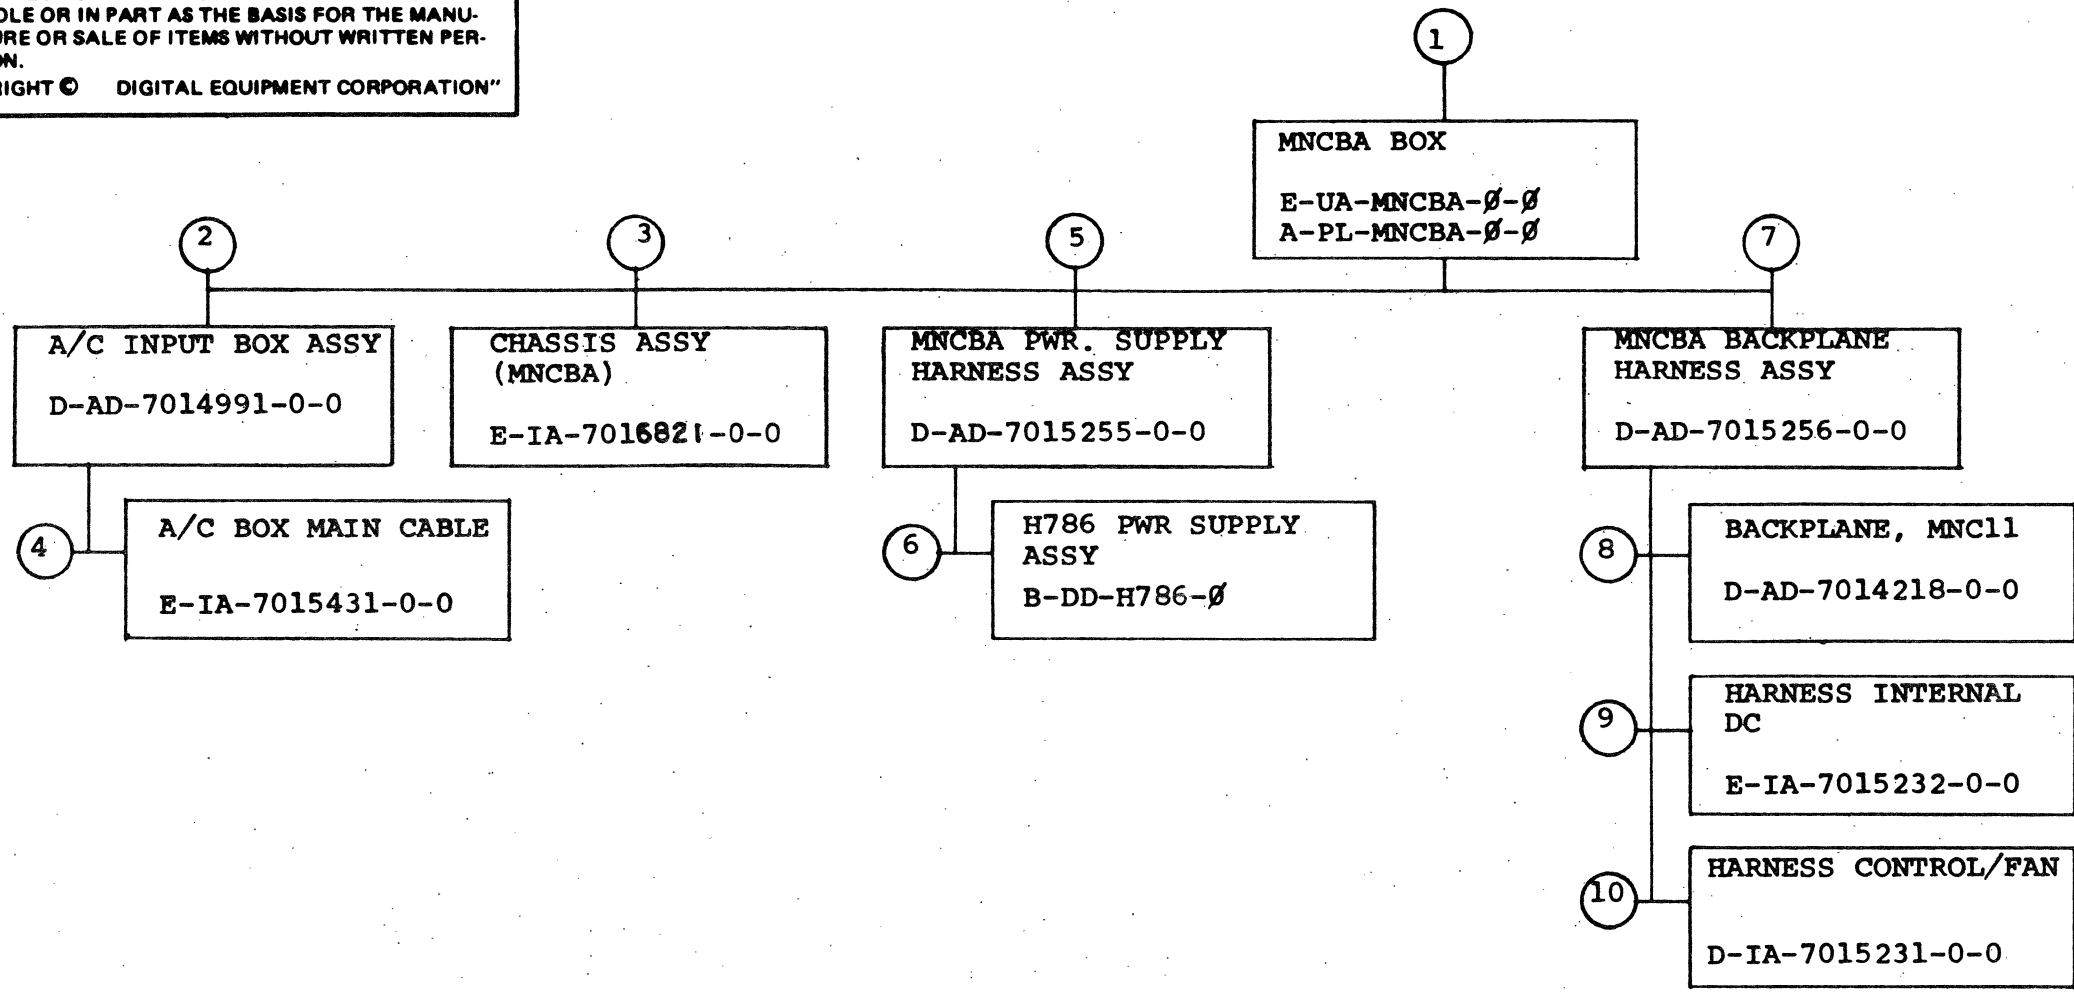 OLE OR IN PART AS THE BASIS FOR THE MANU-
URE OR SALE OF ITEMS WITHOUT WRITTEN PER-
ON.
RIGHT © DIGITAL EQUIPMENT CORPORATION"
1
MNCBA BOX
E-UA-MNCBA-Ø-Ø
A-PL-MNCBA-Ø-Ø
2
A/C INPUT BOX ASSY
D-AD-7014991-0-0
3
CHASSIS ASSY
(MNCBA)
E-IA-7016821-0-0
5
MNCBA PWR. SUPPLY
HARNESS ASSY
D-AD-7015255-0-0
7
MNCBA BACKPLANE
HARNESS ASSY
D-AD-7015256-0-0
4
A/C BOX MAIN CABLE
E-IA-7015431-0-0
6
H786 PWR SUPPLY
ASSY
B-DD-H786-Ø
8
BACKPLANE, MNC11
D-AD-7014218-0-0
9
HARNESS INTERNAL
DC
E-IA-7015232-0-0
10
HARNESS CONTROL/FAN
D-IA-7015231-0-0